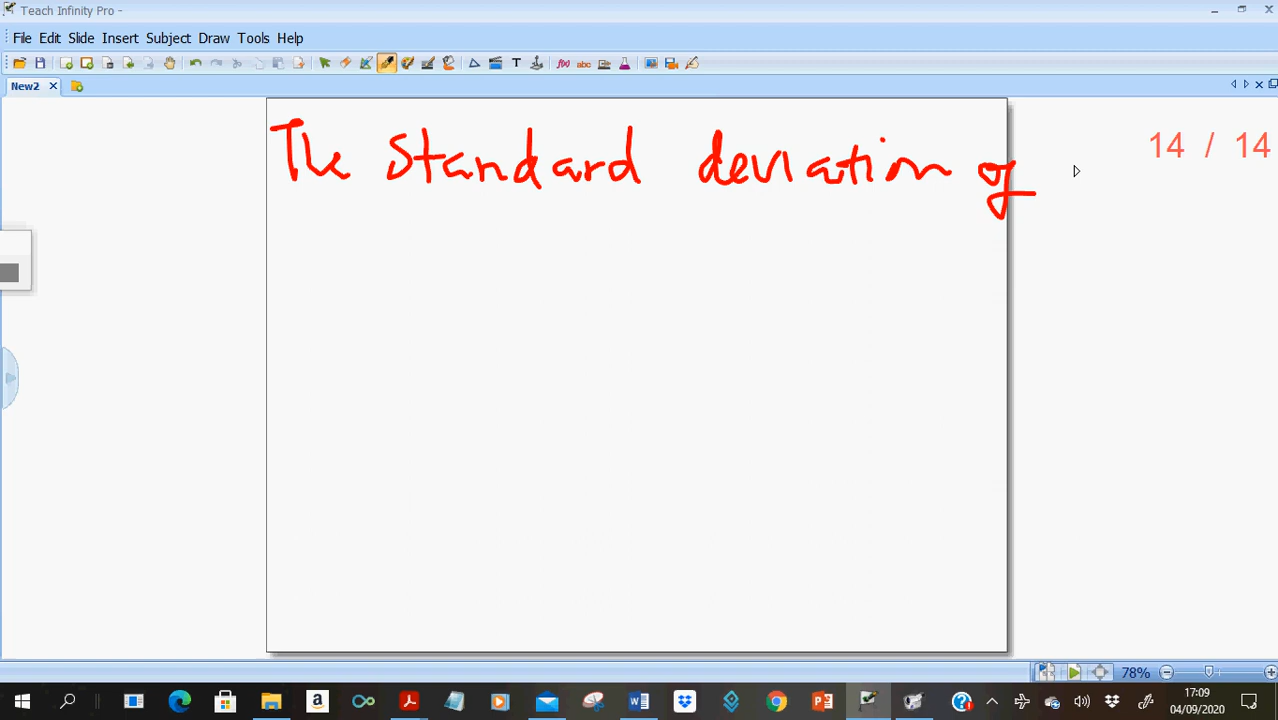 Teach Infinity Pro -
File Edit Slide Insert Subject Draw Tools Help
New2
The standard deviation of
14 / 14
78%
17:09
04/09/2020